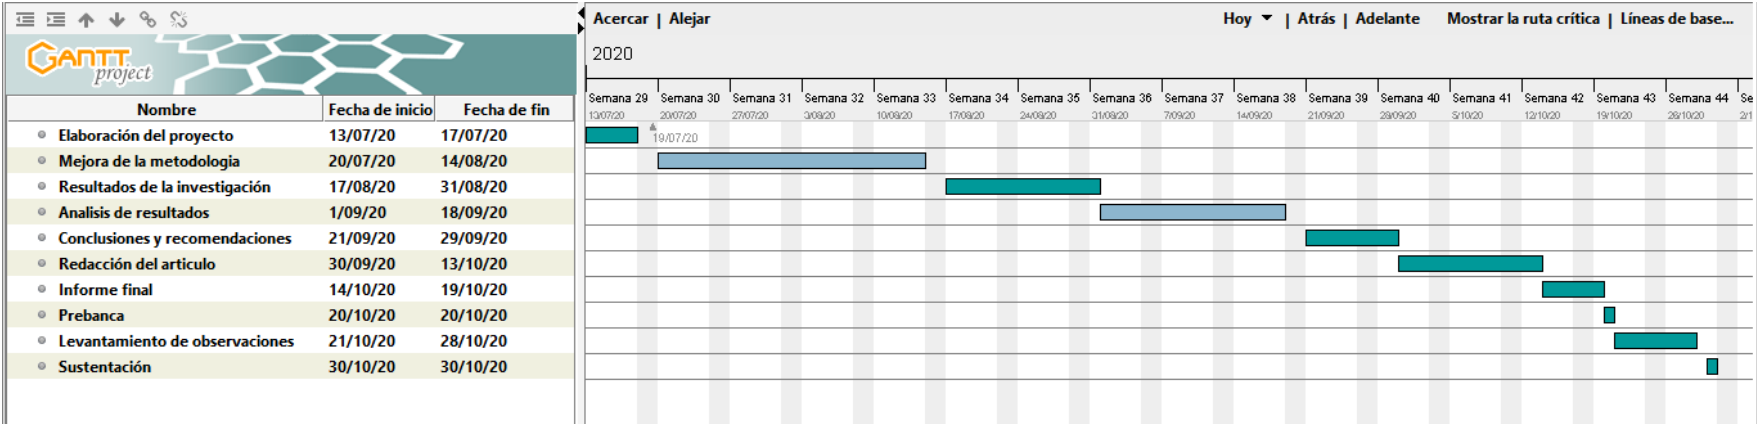 Acercar | Alejar
Hoy | Atrás | Adelante Mostrar la ruta crítica | Líneas de base...
GANTT
project
2020
Nombre Fecha de inicio Fecha de fin
Semana 29 Semana 30 Semana 31 Semana 32 Semana 33 Semana 34 Semana 35 Semana 36 Semana 37 Semana 38 Semana 39 Semana 40 Semana 41 Semana 42 Semana 43 Semana 44 Se
13/07/20 20/07/20 27/07/20 3/08/20 10/08/20 17/08/20 24/08/20 31/08/20 7/09/20 14/09/20 21/09/20 28/09/20 5/10/20 12/10/20 19/10/20 26/10/20 2/1
Elaboración del proyecto 13/07/20 17/07/20
19/07/20
Mejora de la metodologia 20/07/20 14/08/20
Resultados de la investigación 17/08/20 31/08/20
Analisis de resultados 1/09/20 18/09/20
Conclusiones y recomendaciones 21/09/20 29/09/20
Redacción del articulo 30/09/20 13/10/20
Informe final 14/10/20 19/10/20
Prebanca 20/10/20 20/10/20
Levantamiento de observaciones 21/10/20 28/10/20
Sustentación 30/10/20 30/10/20